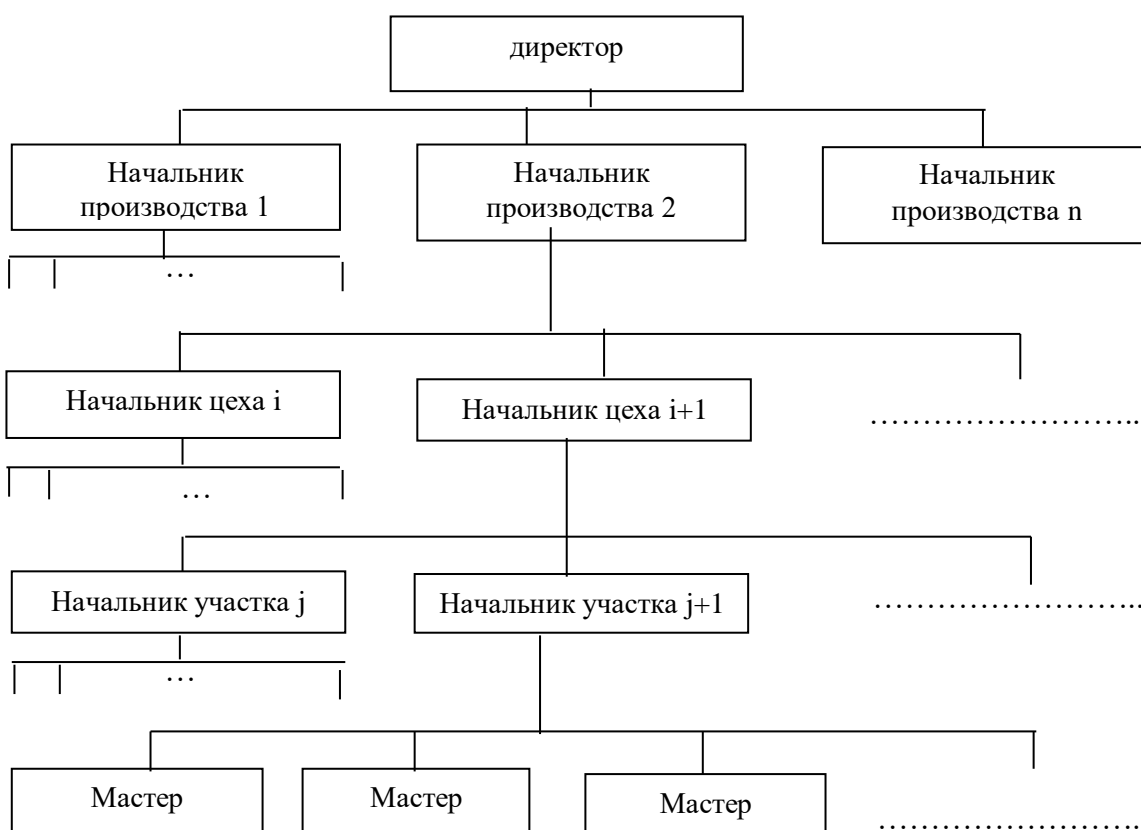 директор
Начальник
производства 1
Начальник
производства 2
Начальник
производства n
…
Начальник цеха i
Начальник цеха i+1
……………………..
…
Начальник участка j
Начальник участка j+1
……………………..
…
Мастер
Мастер
Мастер
……………………..